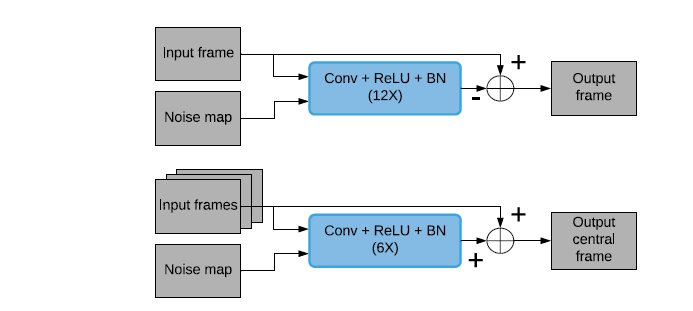 Input frame
Noise map
Conv + ReLU + BN
(12X)
+
-
Output
frame
Input frames
Noise map
Conv + ReLU + BN
(6X)
+
+
Output
central
frame